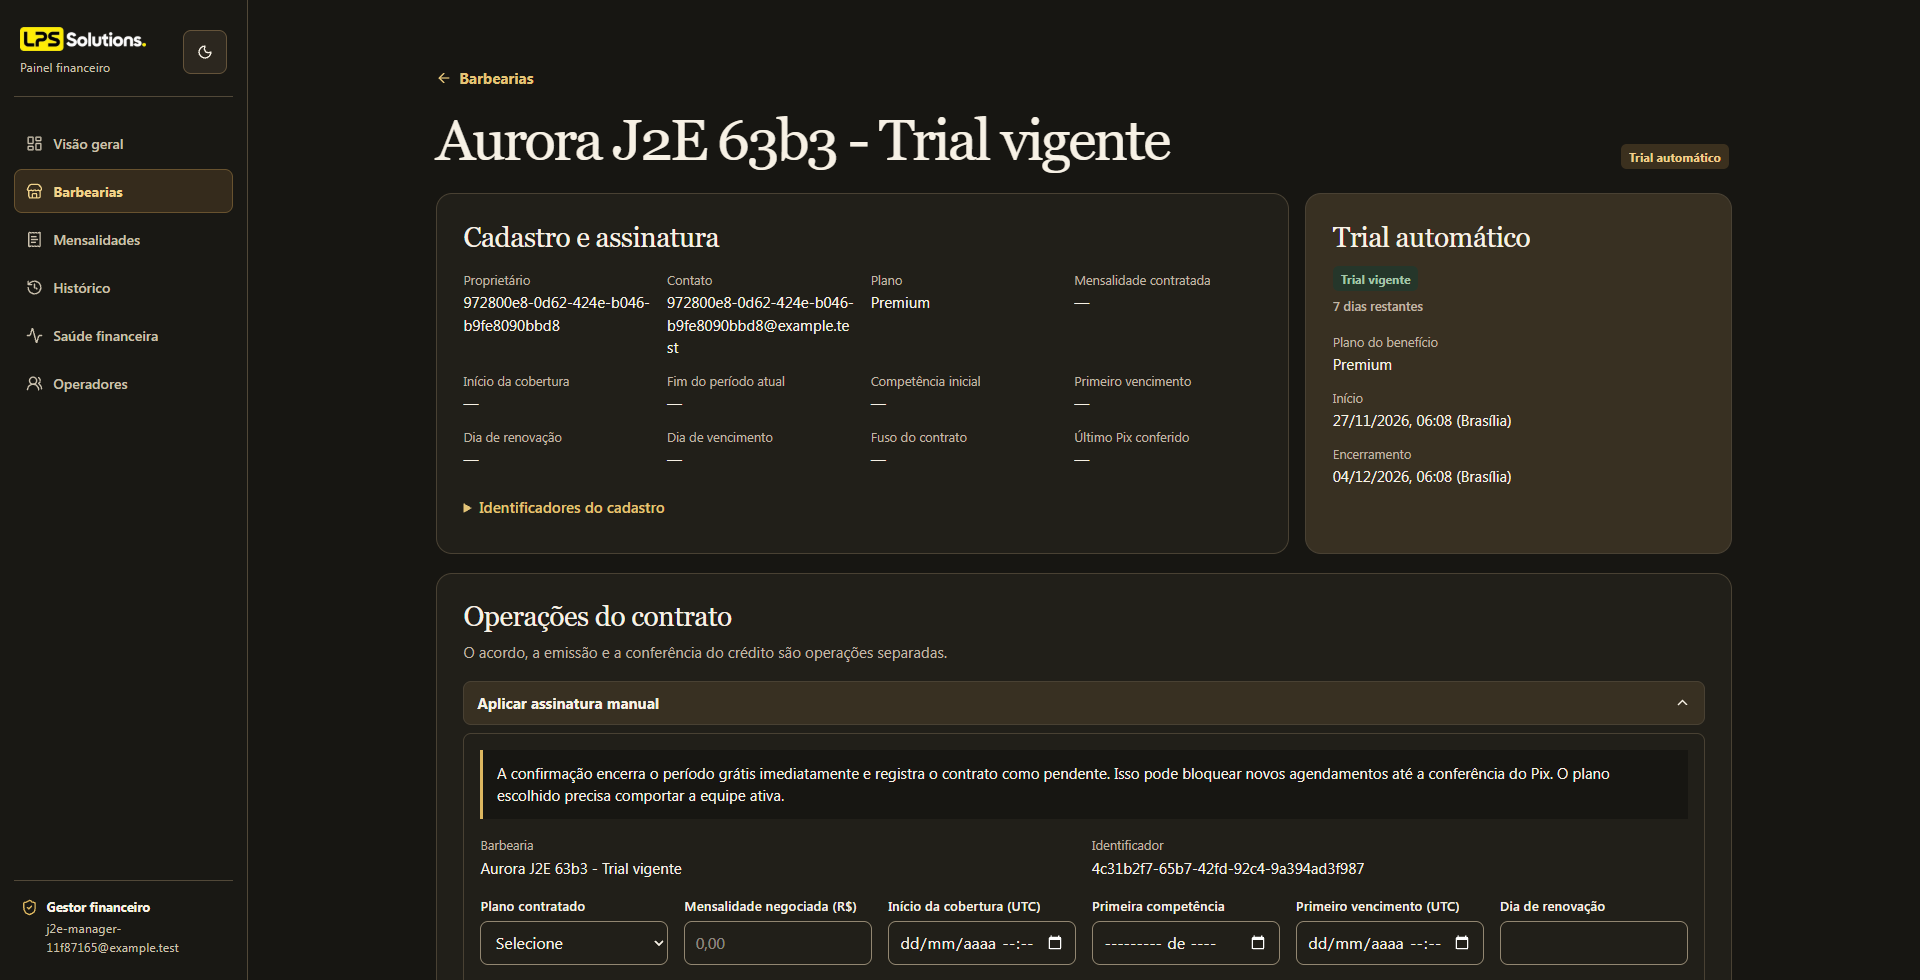 LPS Solutions.
Painel financeiro
Visão geral
Barbearias
Mensalidades
Histórico
Saúde financeira
Operadores
Gestor financeiro
j2e-manager-
11f87165@example.test
Barbearias
Aurora J2E 63b3 - Trial vigente
Trial automático
Cadastro e assinatura
Proprietário
972800e8-0d62-424e-b046-
b9fe8090bbd8
Contato
972800e8-0d62-424e-b046-
b9fe8090bbd8@example.te
st
Plano
Premium
Mensalidade contratada
—
Início da cobertura
—
Fim do período atual
—
Competência inicial
—
Primeiro vencimento
—
Dia de renovação
—
Dia de vencimento
—
Fuso do contrato
—
Último Pix conferido
—
Identificadores do cadastro
Trial automático
Trial vigente
7 dias restantes
Plano do benefício
Premium
Início
27/11/2026, 06:08 (Brasília)
Encerramento
04/12/2026, 06:08 (Brasília)
Operações do contrato
O acordo, a emissão e a conferência do crédito são operações separadas.
Aplicar assinatura manual
A confirmação encerra o período grátis imediatamente e registra o contrato como pendente. Isso pode bloquear novos agendamentos até a conferência do Pix. O plano
escolhido precisa comportar a equipe ativa.
Barbearia
Aurora J2E 63b3 - Trial vigente
Identificador
4c31b2f7-65b7-42fd-92c4-9a394ad3f987
Plano contratado
Selecione
Mensalidade negociada (R$)
0,00
Início da cobertura (UTC)
dd/mm/aaaa --:--
Primeira competência
--------- de ----
Primeiro vencimento (UTC)
dd/mm/aaaa --:--
Dia de renovação